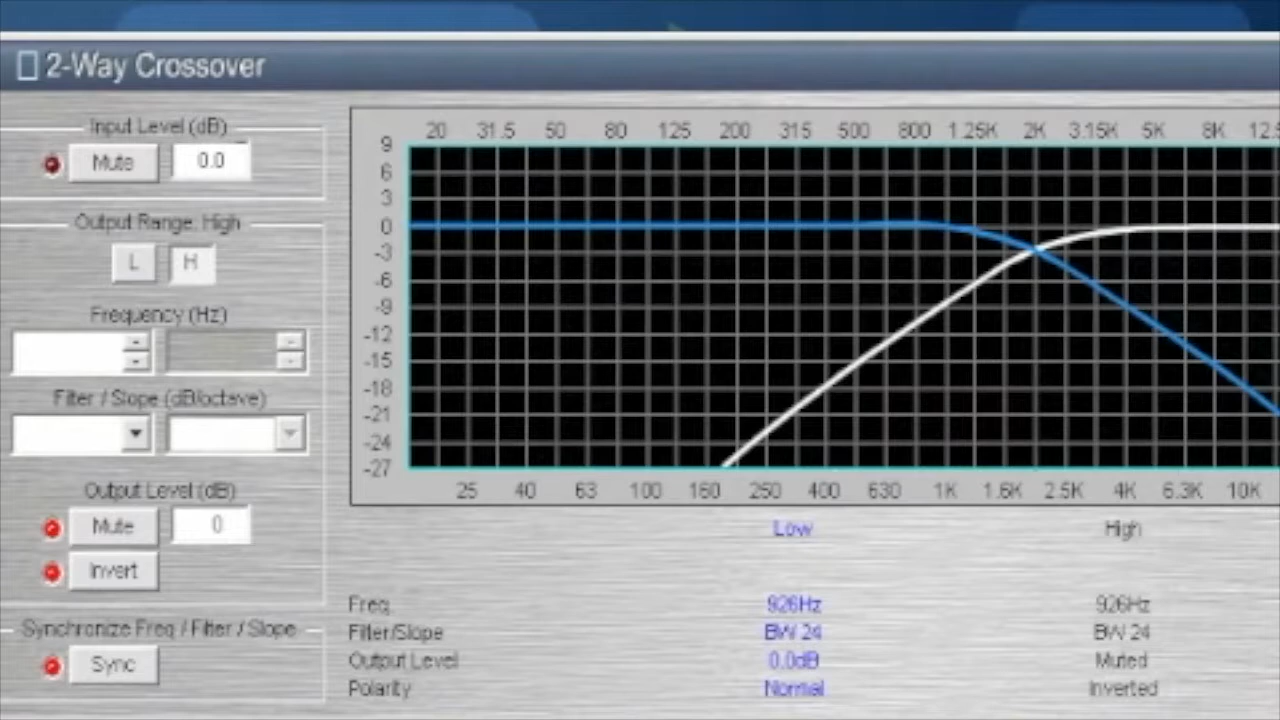 2-Way Crossover
Input Level (dB)
Mute 0.0
Output Range: High
L H
Frequency (Hz)
Filter / Slope (dB/octave)
Output Level (dB)
Mute 0
Invert
Synchronize Freq / Filter / Slope
Sync
20 31.5 50 80 125 200 315 500 800 1.25K 2K 3.15K 5K 8K 12.5
9
6
3
0
-3
-6
-9
-12
-15
-18
-21
-24
-27
25 40 63 100 160 250 400 630 1K 1.6K 2.5K 4K 6.3K 10K
Low High
Freq 926Hz 926Hz
Filter/Slope BW 24 BW 24
Output Level 0.0dB Muted
Polarity Normal Inverted